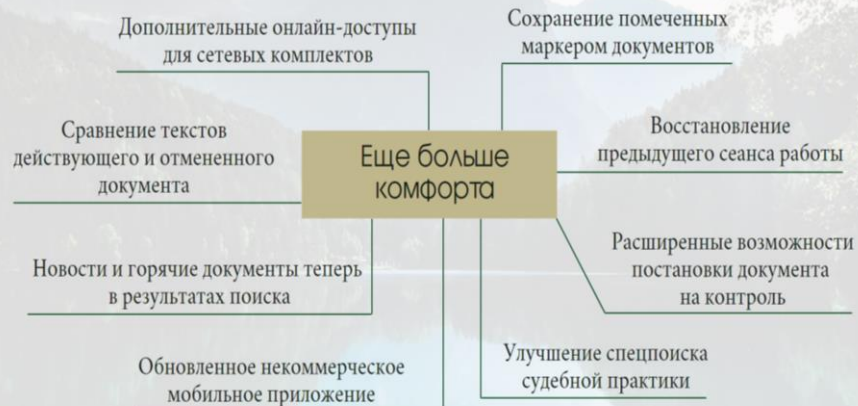 Дополнительные онлайн-доступы
для сетевых комплектов
Сохранение помеченных
маркером документов
Сравнение текстов
действующего и отмененного
документа
Еще больше
комфорта
Восстановление
предыдущего сеанса работы
Новости и горячие документы теперь
в результатах поиска
Расширенные возможности
постановки документа
на контроль
Обновленное некоммерческое
мобильное приложение
Улучшение спецпоиска
судебной практики